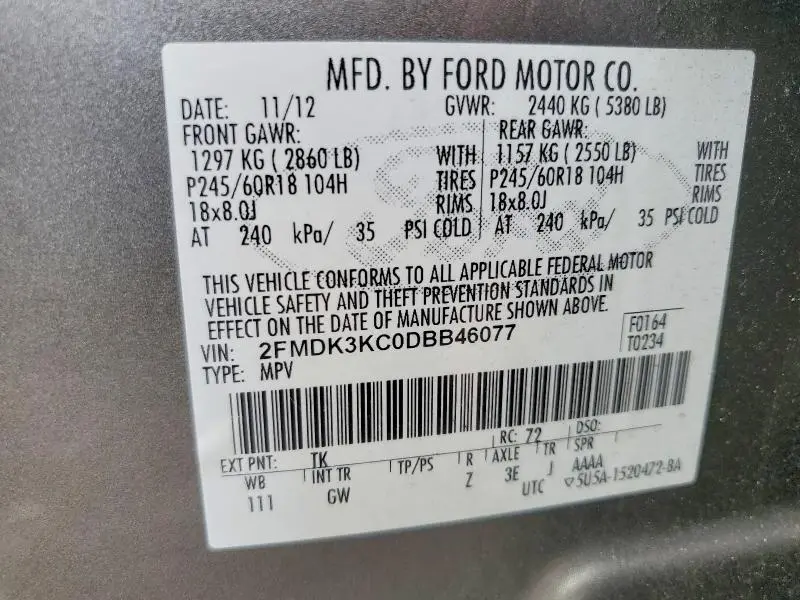 MFD. BY FORD MOTOR CO.
DATE: 11/12 GVWR: 2440 KG ( 5380 LB)
FRONT GAWR: REAR GAWR:
1297 KG ( 2860 LB) WITH 1157 KG ( 2550 LB) WITH
P245/60R18 104H TIRES P245/60R18 104H TIRES
18x8.0J RIMS 18x8.0J RIMS
AT 240 kPa/ 35 PSI COLD AT 240 kPa/ 35 PSI COLD
THIS VEHICLE CONFORMS TO ALL APPLICABLE FEDERAL MOTOR
VEHICLE SAFETY AND THEFT PREVENTION STANDARDS IN
EFFECT ON THE DATE OF MANUFACTURE SHOWN ABOVE.
VIN: 2FMDK3KC0DBB46077 F0164
TYPE: MPV T0234
EXT PNT: TK RC: 72 DSO:
WB INT TR TP/PS R AXLE TR SPR
111 GW Z 3E J AAAA
UTC ▽5U5A-1520472-BA